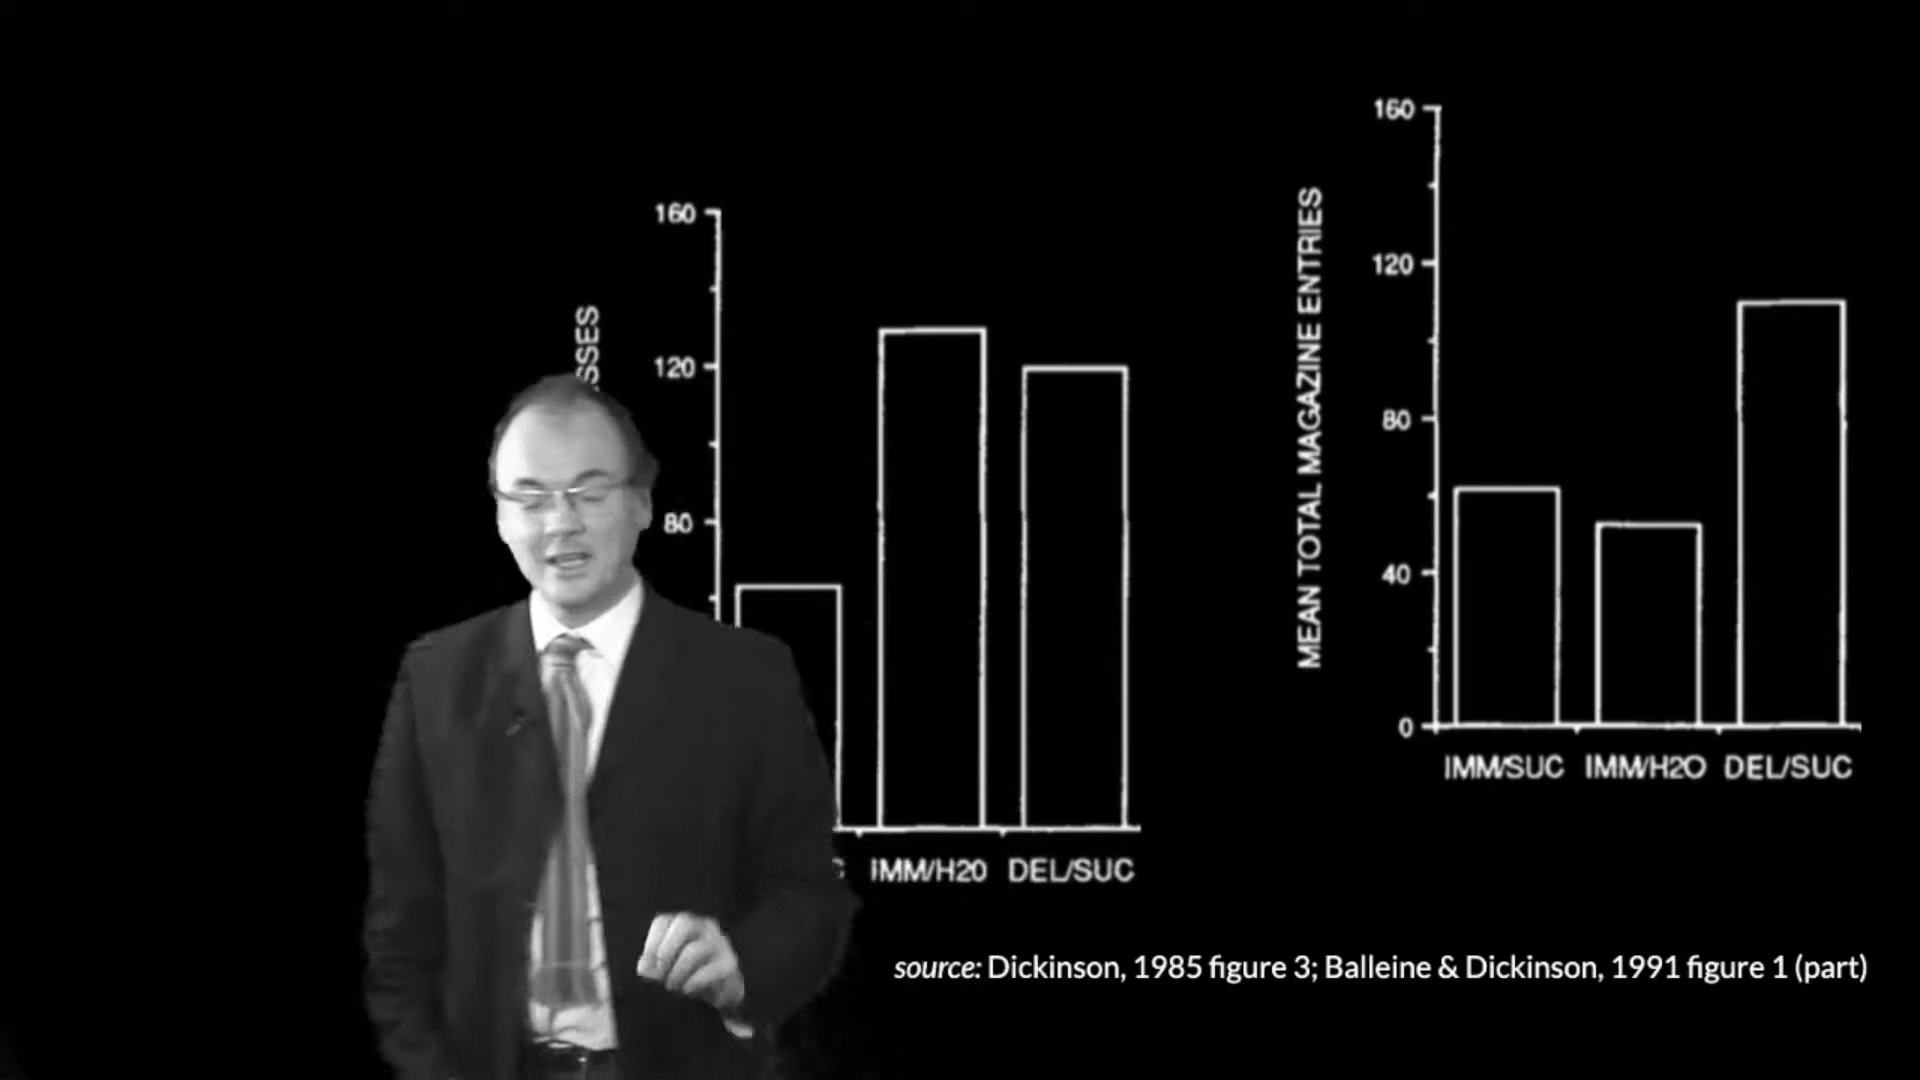 160
120
80
IMM/H20
DEL/SUC
MEAN TOTAL MAGAZINE ENTRIES
160
120
80
40
0
IMM/SUC
IMM/H2O
DEL/SUC
source: Dickinson, 1985 figure 3; Balleine & Dickinson, 1991 figure 1 (part)